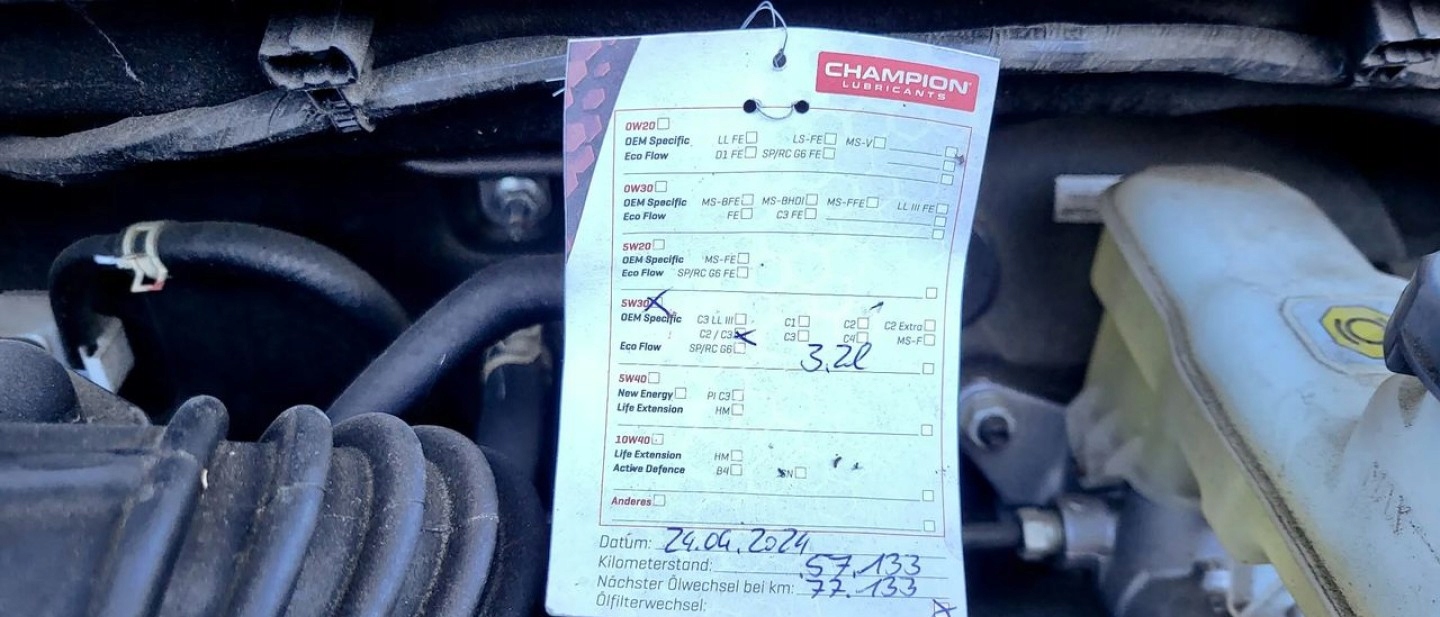 CHAMPION
LUBRICANTS
0W20
OEM Specific LL FE LS-FE MS-V
Eco Flow D1 FE SP/RC G6 FE
0W30
OEM Specific MS-BFE MS-BHDI MS-FFE LL III FE
Eco Flow FE C3 FE
5W20
OEM Specific MS-FE
Eco Flow SP/RC G6 FE
5W30
OEM Specific C3 LL III C1 C2 C2 Extra
C2 / C3 C3 C4 MS-F
Eco Flow SP/RC G6 3,2l
5W40
New Energy PI C3
Life Extension HM
10W40
Life Extension HM
Active Defence B4 SN
Anderes
Datum: 24.04.2024
Kilometerstand: 57.133
Nächster Ölwechsel bei km: 77.133
Ölfilterwechsel: X